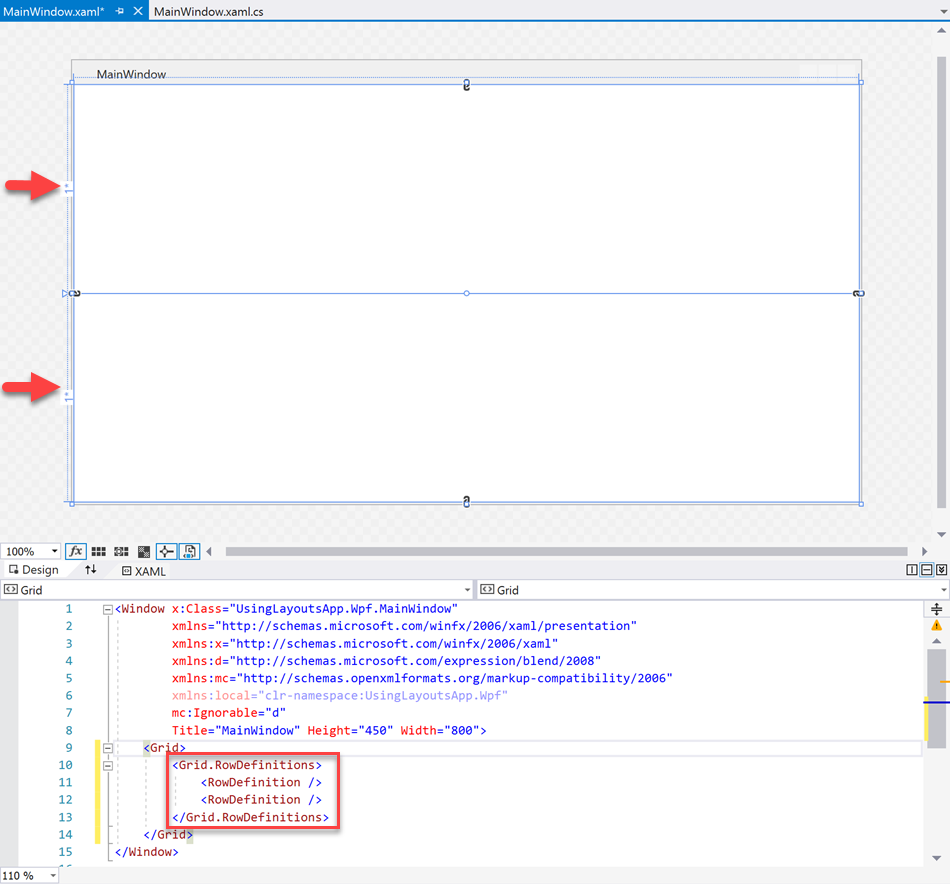 MainWindow.xaml* MainWindow.xaml.cs
MainWindow
1*
1*
100% fx
Design XAML
Grid Grid
1 <Window x:Class="UsingLayoutsApp.Wpf.MainWindow"
2 xmlns="http://schemas.microsoft.com/winfx/2006/xaml/presentation"
3 xmlns:x="http://schemas.microsoft.com/winfx/2006/xaml"
4 xmlns:d="http://schemas.microsoft.com/expression/blend/2008"
5 xmlns:mc="http://schemas.openxmlformats.org/markup-compatibility/2006"
6 xmlns:local="clr-namespace:UsingLayoutsApp.Wpf"
7 mc:Ignorable="d"
8 Title="MainWindow" Height="450" Width="800">
9 <Grid>
10 <Grid.RowDefinitions>
11 <RowDefinition />
12 <RowDefinition />
13 </Grid.RowDefinitions>
14 </Grid>
15 </Window>
110 %